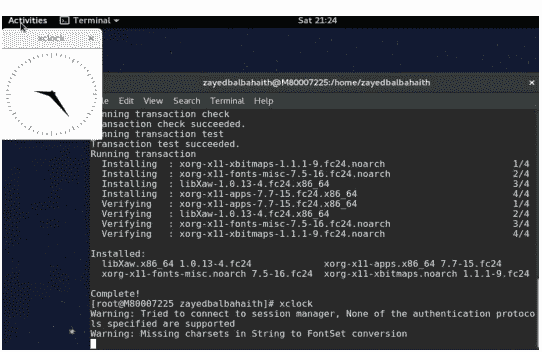 Activities Terminal Sat 21:24
xclock ×
zayedbalbahaith@M80007225:/home/zayedbalbahaith ×
le Edit View Search Terminal Help
nning transaction check
ansaction check succeeded.
nning transaction test
Transaction test succeeded.
Running transaction
Installing : xorg-x11-xbitmaps-1.1.1-9.fc24.noarch 1/4
Installing : xorg-x11-fonts-misc-7.5-16.fc24.noarch 2/4
Installing : libXaw-1.0.13-4.fc24.x86_64 3/4
Installing : xorg-x11-apps-7.7-15.fc24.x86_64 4/4
Verifying : xorg-x11-apps-7.7-15.fc24.x86_64 1/4
Verifying : libXaw-1.0.13-4.fc24.x86_64 2/4
Verifying : xorg-x11-fonts-misc-7.5-16.fc24.noarch 3/4
Verifying : xorg-x11-xbitmaps-1.1.1-9.fc24.noarch 4/4
Installed:
libXaw.x86_64 1.0.13-4.fc24 xorg-x11-apps.x86_64 7.7-15.fc24
xorg-x11-fonts-misc.noarch 7.5-16.fc24 xorg-x11-xbitmaps.noarch 1.1.1-9.fc24
Complete!
[root@M80007225 zayedbalbahaith]# xclock
Warning: Tried to connect to session manager, None of the authentication protoco
ls specified are supported
Warning: Missing charsets in String to FontSet conversion